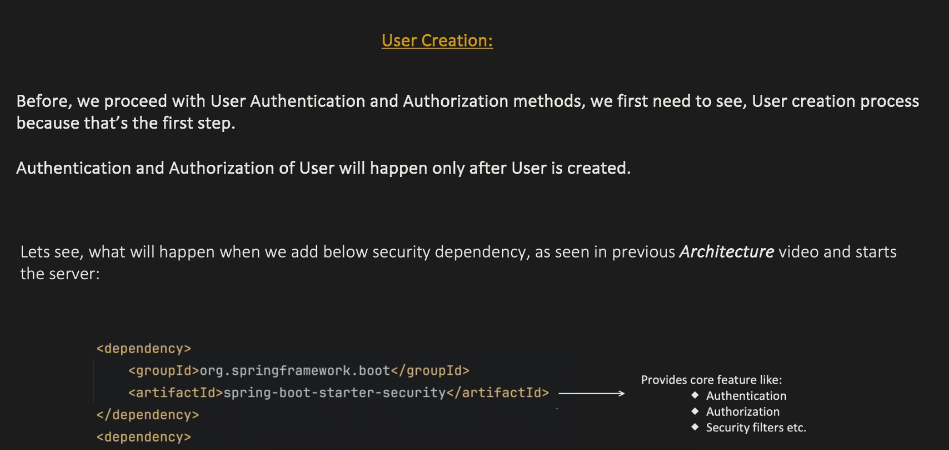 User Creation:
Before, we proceed with User Authentication and Authorization methods, we first need to see, User creation process
because that's the first step.
Authentication and Authorization of User will happen only after User is created.
Lets see, what will happen when we add below security dependency, as seen in previous Architecture video and starts
the server:
<dependency>
<groupId>org.springframework.boot</groupId>
<artifactId>spring-boot-starter-security</artifactId>
</dependency>
<dependency>
Provides core feature like:
◆ Authentication
◆ Authorization
◆ Security filters etc.